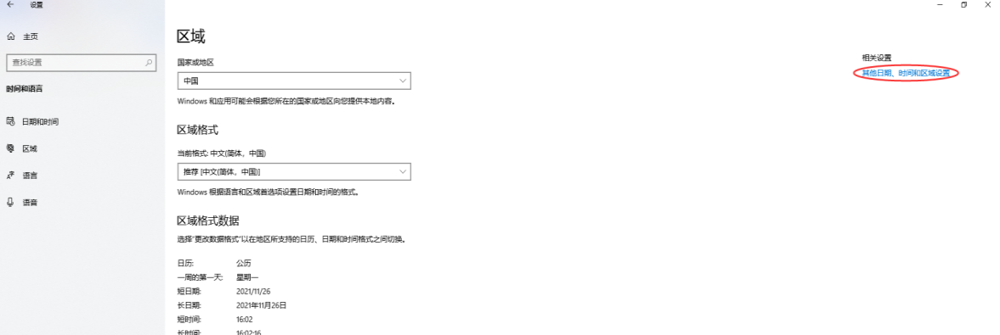 设置
主页
查找设置
时间和语言
日期和时间
区域
语言
语音
区域
国家或地区
中国
Windows 和应用可能会根据您所在的国家或地区向您提供本地内容。
区域格式
当前格式: 中文(简体，中国)
推荐 [中文(简体，中国)]
Windows 根据语言和区域首选项设置日期和时间的格式。
区域格式数据
选择“更改数据格式”以在地区所支持的日历、日期和时间格式之间切换。
日历: 公历
一周的第一天: 星期一
短日期: 2021/11/26
长日期: 2021年11月26日
短时间: 16:02
长时间: 16:02:16
相关设置
其他日期、时间和区域设置